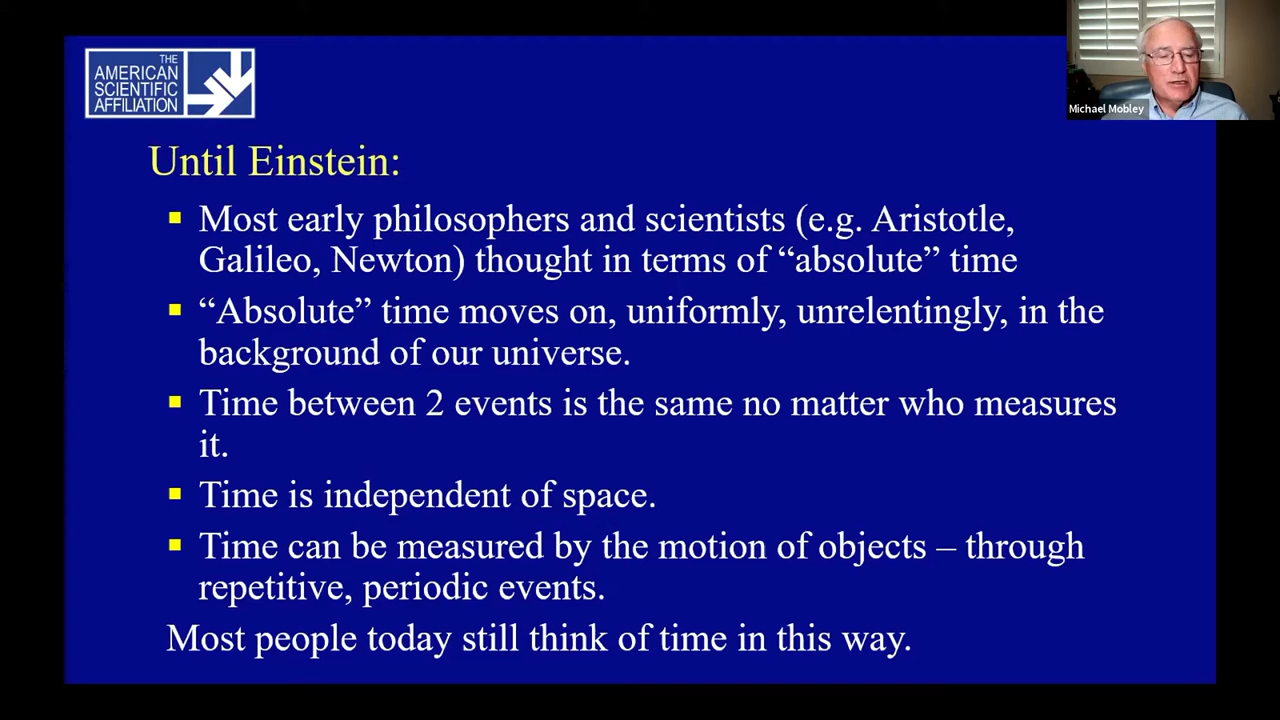 THE
AMERICAN
SCIENTIFIC
AFFILIATION
Michael Mobley
Until Einstein:
▪ Most early philosophers and scientists (e.g. Aristotle,
Galileo, Newton) thought in terms of “absolute” time
▪ “Absolute” time moves on, uniformly, unrelentingly, in the
background of our universe.
▪ Time between 2 events is the same no matter who measures
it.
▪ Time is independent of space.
▪ Time can be measured by the motion of objects – through
repetitive, periodic events.
Most people today still think of time in this way.